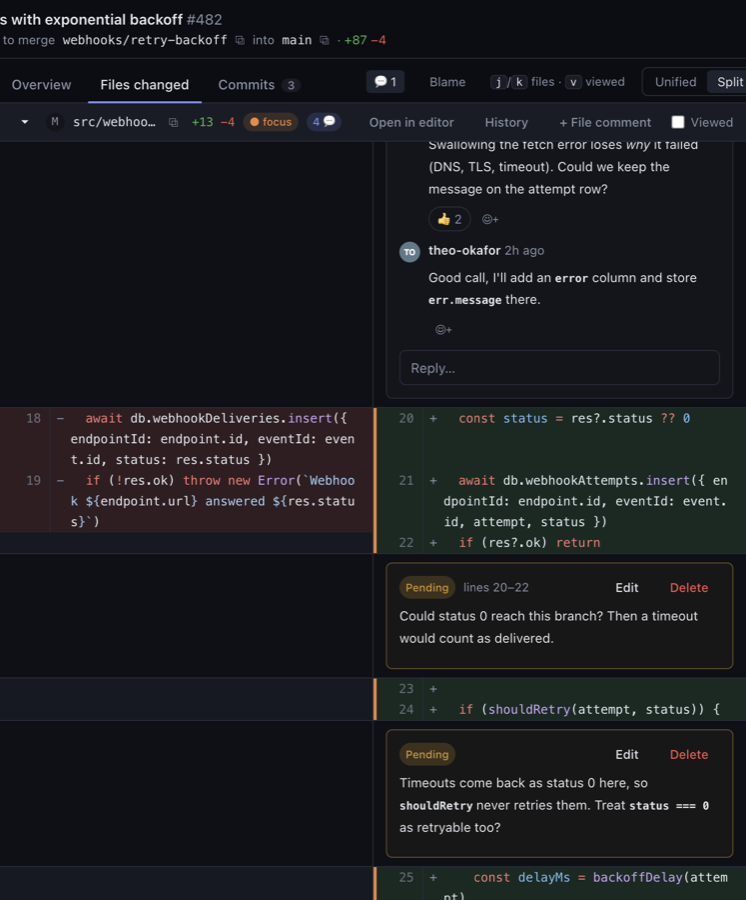 s with exponential backoff #482
to merge webhooks/retry-backoff into main · +87 −4
Overview Files changed Commits 3 💬 1 Blame j/k files · v viewed Unified Split
M src/webhoo… +13 −4 focus 4 💬 Open in editor History + File comment Viewed
Swallowing the fetch error loses why it failed
(DNS, TLS, timeout). Could we keep the
message on the attempt row?
👍 2
TO theo-okafor 2h ago
Good call, I'll add an error column and store
err.message there.
Reply...
18 − await db.webhookDeliveries.insert({
endpointId: endpoint.id, eventId: even
t.id, status: res.status })
19 − if (!res.ok) throw new Error(`Webhoo
k ${endpoint.url} answered ${res.statu
s}`)
20 + const status = res?.status ?? 0
21 + await db.webhookAttempts.insert({ en
dpointId: endpoint.id, eventId: event.
id, attempt, status })
22 + if (res?.ok) return
Pending lines 20–22 Edit Delete
Could status 0 reach this branch? Then a timeout
would count as delivered.
23 +
24 + if (shouldRetry(attempt, status)) {
Pending Edit Delete
Timeouts come back as status 0 here, so
shouldRetry never retries them. Treat status === 0
as retryable too?
25 + const delayMs = backoffDelay(attem
pt)